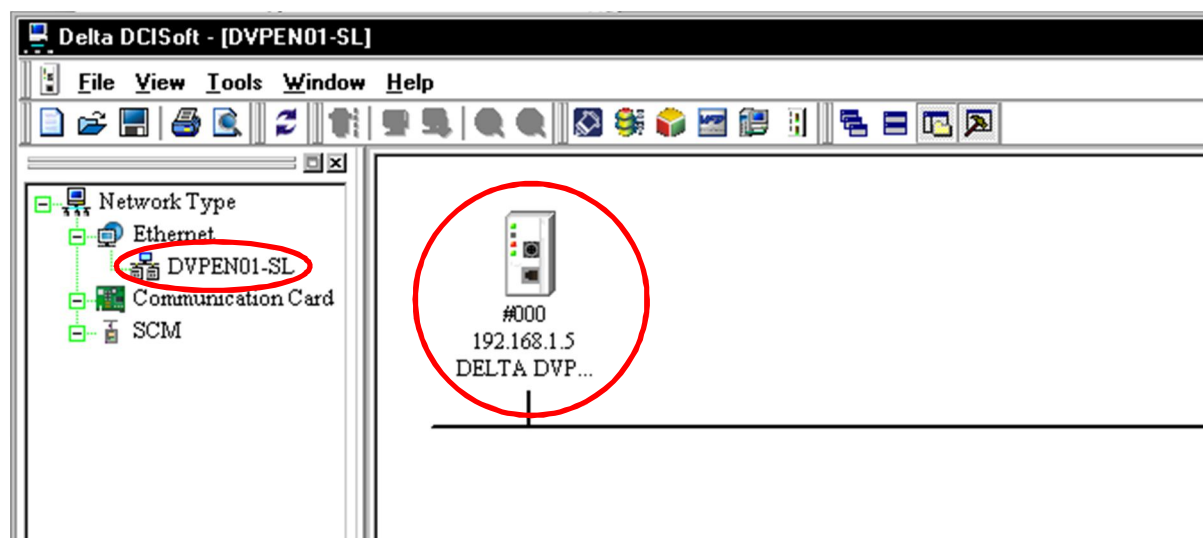 Delta DCISoft - [DVPEN01-SL]
File View Tools Window Help
Network Type
Ethernet
DVPEN01-SL
Communication Card
SCM
#000
192.168.1.5
DELTA DVP...